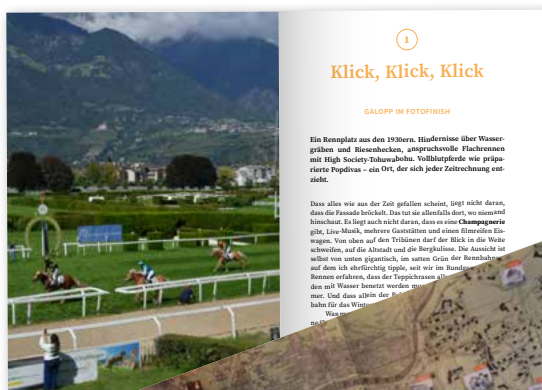 1
Klick, Klick, Klick
GALOPP IM FOTOFINISH
Ein Rennplatz aus den 1930ern. Hindernisse über Wasser-
gräben und Riesenhecken, anspruchsvolle Flachrennen
mit High Society-Tohuwabohu. Vollblutpferde wie präpa-
rierte Popdivas – ein Ort, der sich jeder Zeitrechnung ent-
zieht.
Dass alles wie aus der Zeit gefallen scheint, liegt nicht daran,
dass die Fassade bröckelt. Das tut sie allenfalls dort, wo niemand
hinschaut. Es liegt auch nicht daran, dass es eine Champagnerie
gibt, Live-Musik, mehrere Gaststätten und einen filmreifen Eis-
wagen. Von oben auf den Tribünen darf der Blick in die Weite
schweifen, auf die Altstadt und die Bergkulisse. Die Aussicht ist
selbst von unten gigantisch, im satten Grün der Rennbahn,
auf dem ich ehrfürchtig tipple, seit wir im
Rennen erfahren, dass der Teppichrasen
den mit Wasser benetzt werden
mer. Und dass allein der
bahn für das